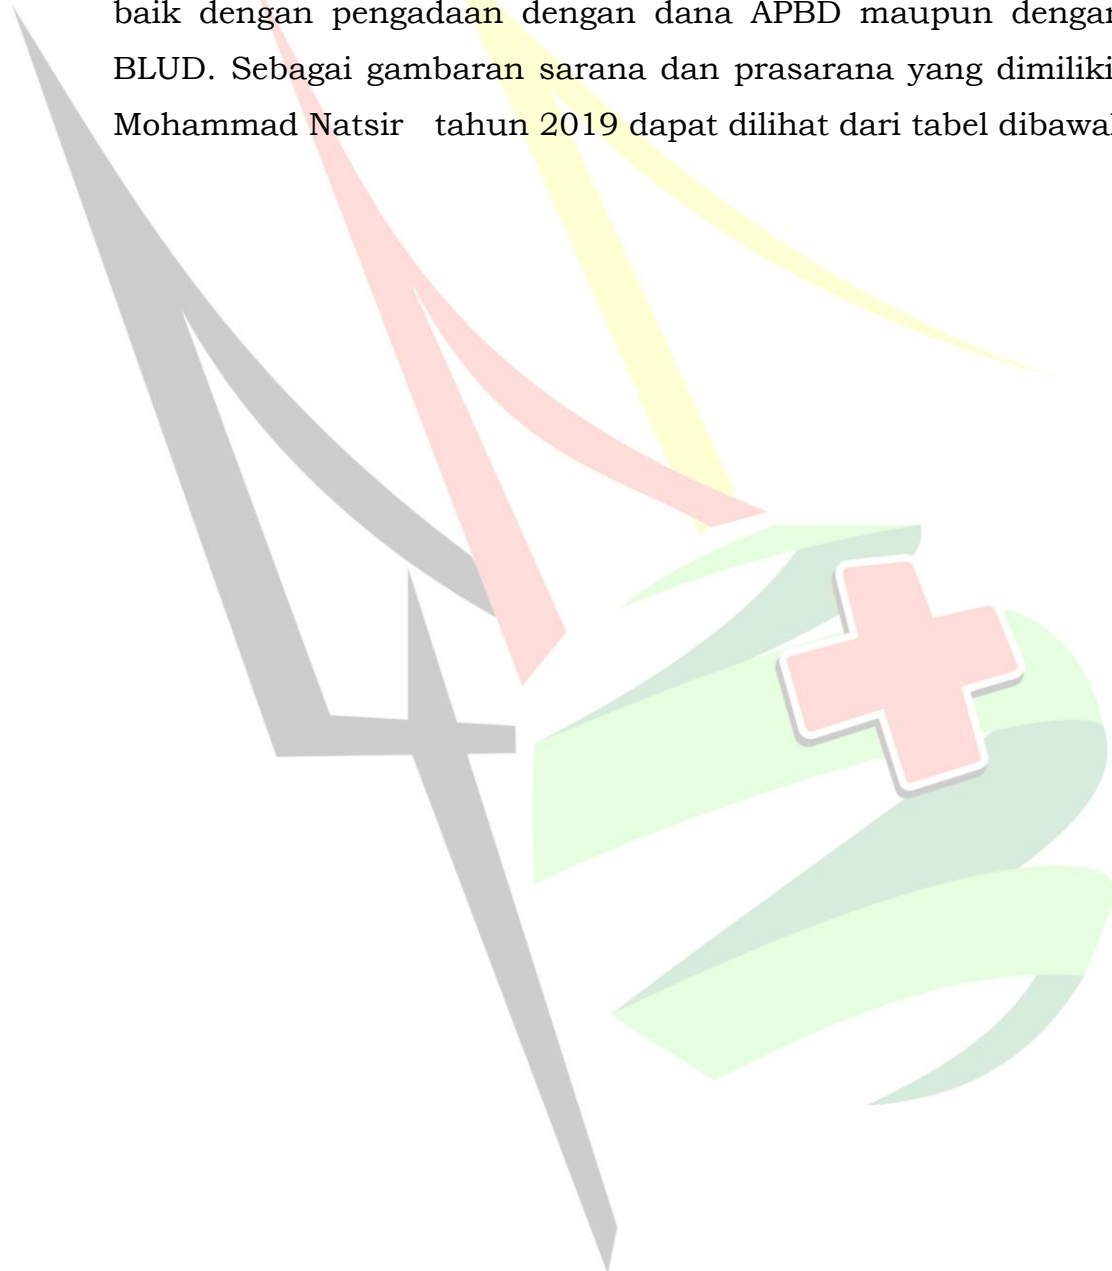 baik dengan pengadaan dengan dana APBD maupun dengan
BLUD. Sebagai gambaran sarana dan prasarana yang dimiliki
Mohammad Natsir tahun 2019 dapat dilihat dari tabel dibawah